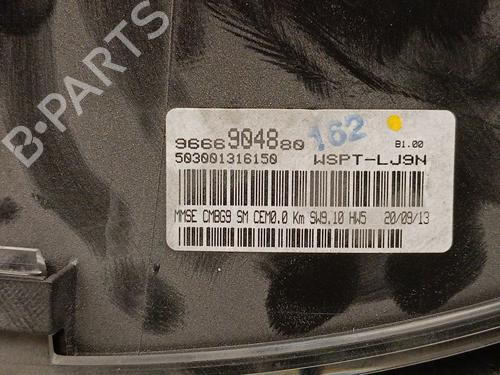 B-PARTS
9666904880 162 B1.00
503001316150 WSPT-LJ9N
MMSE CMBG9 SM CEM0.0 Km SW9.10 HW5 20/09/13